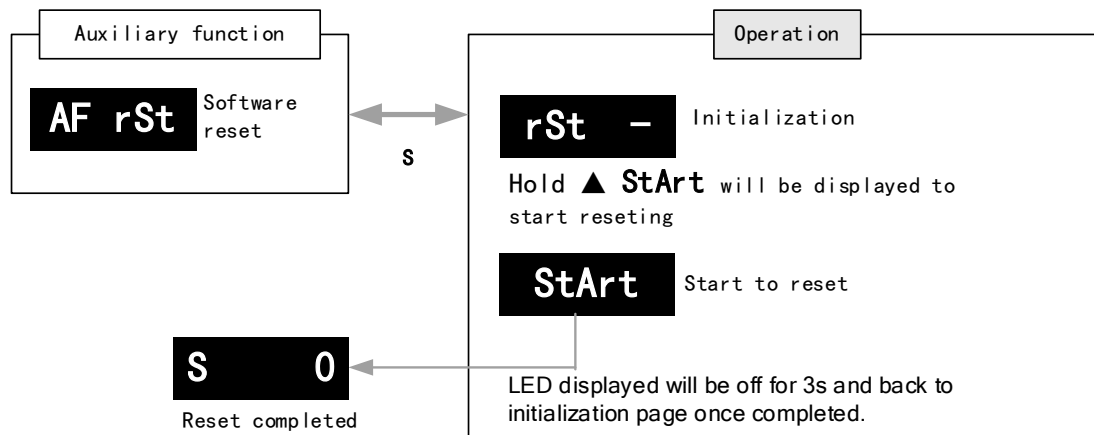 Auxiliary function
AF rSt
Software
reset
S
Operation
rSt -
Initialization
Hold ▲ StArt will be displayed to
start reseting
StArt
Start to reset
S 0
Reset completed
LED displayed will be off for 3s and back to
initialization page once completed.